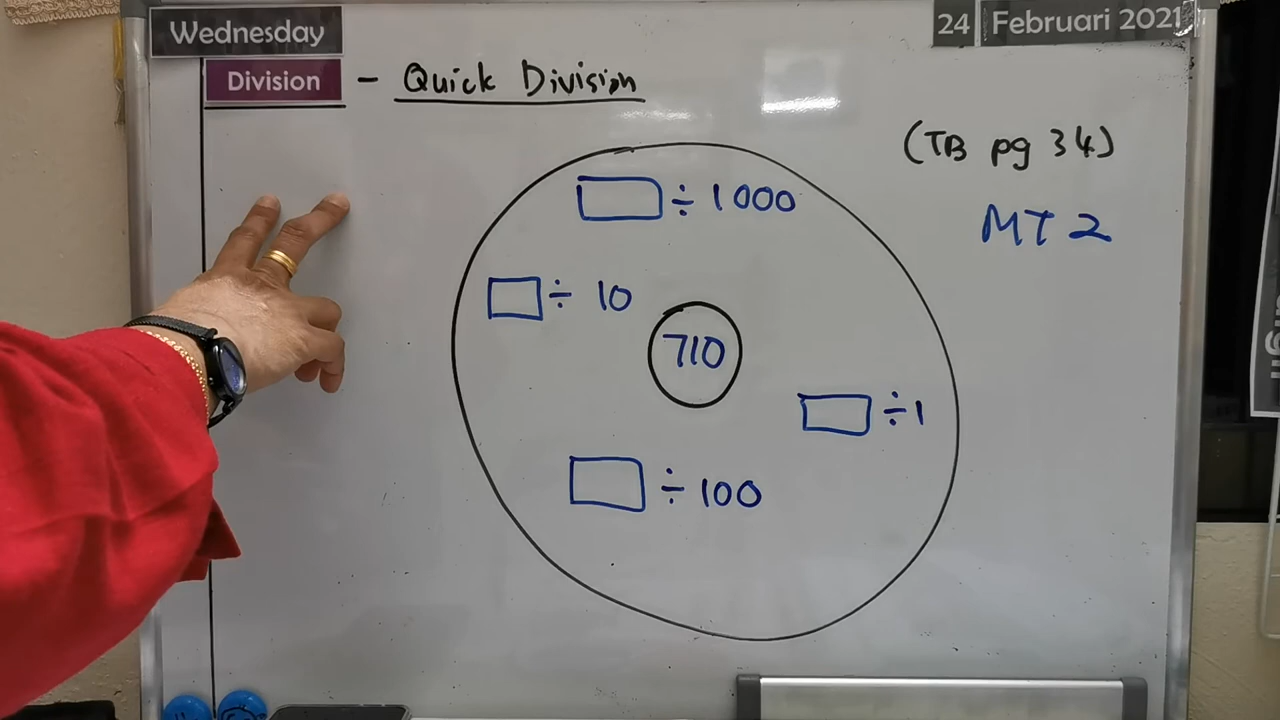 Wednesday
24 Februari 2021
Division - Quick Division
(TB pg 34)
MT 2
÷ 1000
÷ 10
710
÷ 1
÷ 100